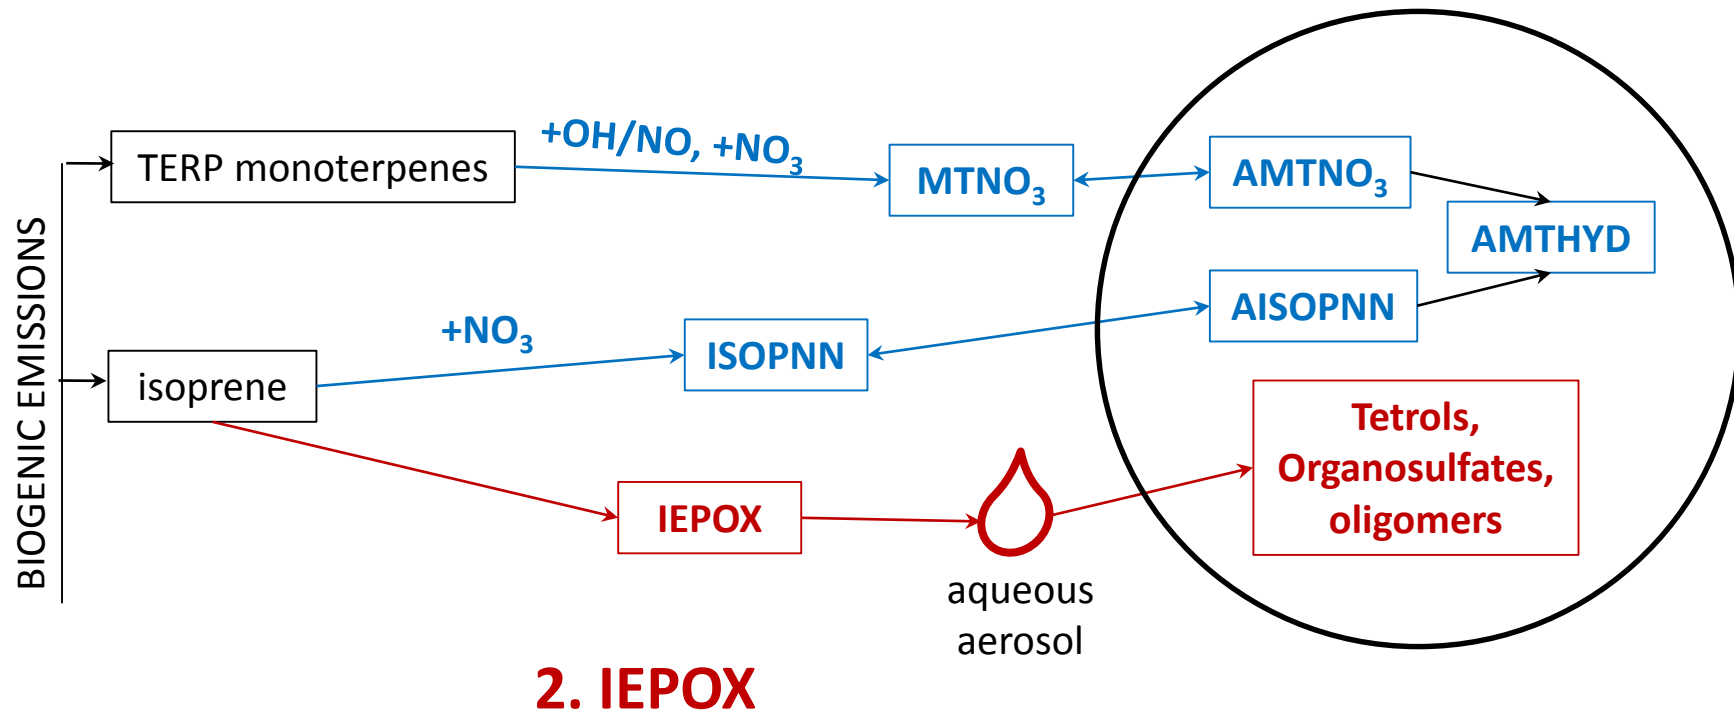 BIOGENIC EMISSIONS
TERP monoterpenes
+OH/NO, +NO₃
MTNO₃
AMTNO₃
AMTHYD
isoprene
+NO₃
ISOPNN
AISOPNN
IEPOX
aqueous
aerosol
Tetrols,
Organosulfates,
oligomers
2. IEPOX